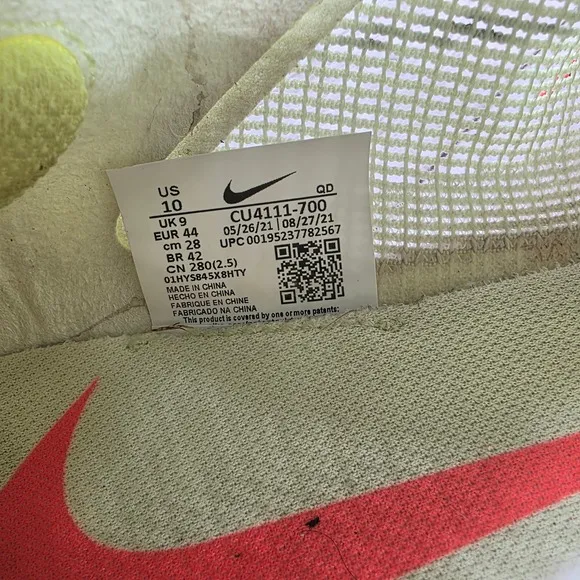 US
10
UK 9
EUR 44
cm 28
BR 42
CN 280(2.5)
01HYS845X8HTY
QD
CU4111-700
05/26/21 | 08/27/21
UPC 00195237782567
MADE IN CHINA
HECHO EN CHINA
FABRIQUE EN CHINE
FABRICADO NA CHINA
This product is covered by one or more patents: